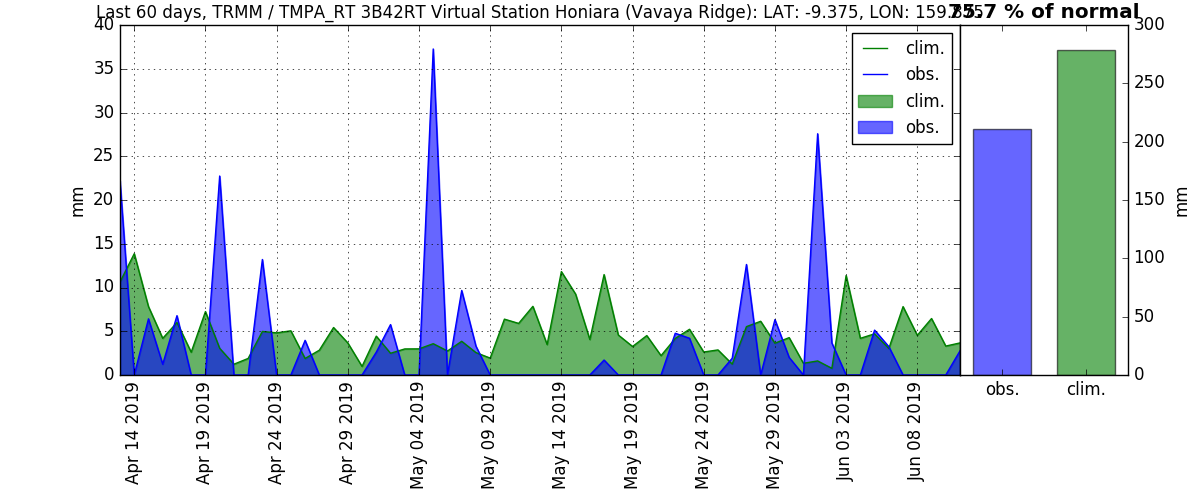 Last 60 days, TRMM / TMPA_RT 3B42RT Virtual Station Honiara (Vavaya Ridge): LAT: -9.375, LON:
75.7 % of normal
40
35
30
25
20
15
10
5
0
mm
clim.
obs.
clim.
obs.
Apr 14 2019
Apr 19 2019
Apr 24 2019
Apr 29 2019
May 04 2019
May 09 2019
May 14 2019
May 19 2019
May 24 2019
May 29 2019
Jun 03 2019
Jun 08 2019
300
250
200
150
100
50
0
mm
obs.
clim.